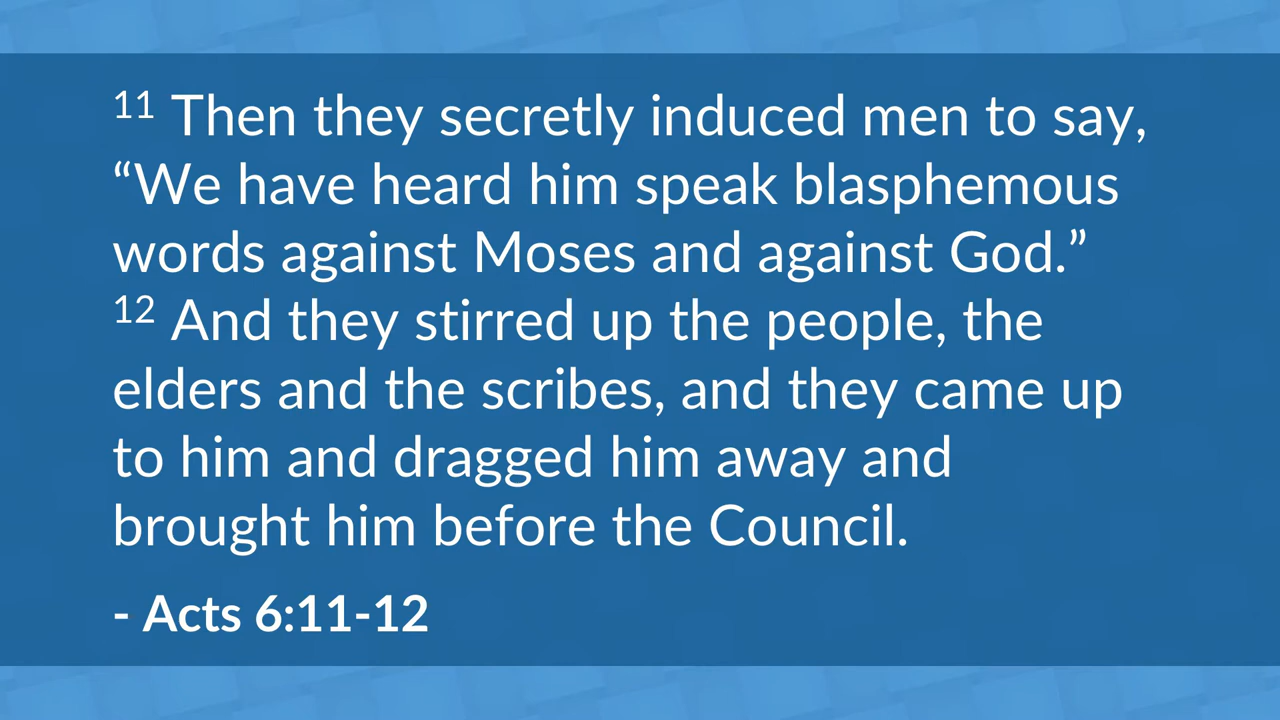 11 Then they secretly induced men to say,
“We have heard him speak blasphemous
words against Moses and against God.”
12 And they stirred up the people, the
elders and the scribes, and they came up
to him and dragged him away and
brought him before the Council.
- Acts 6:11-12